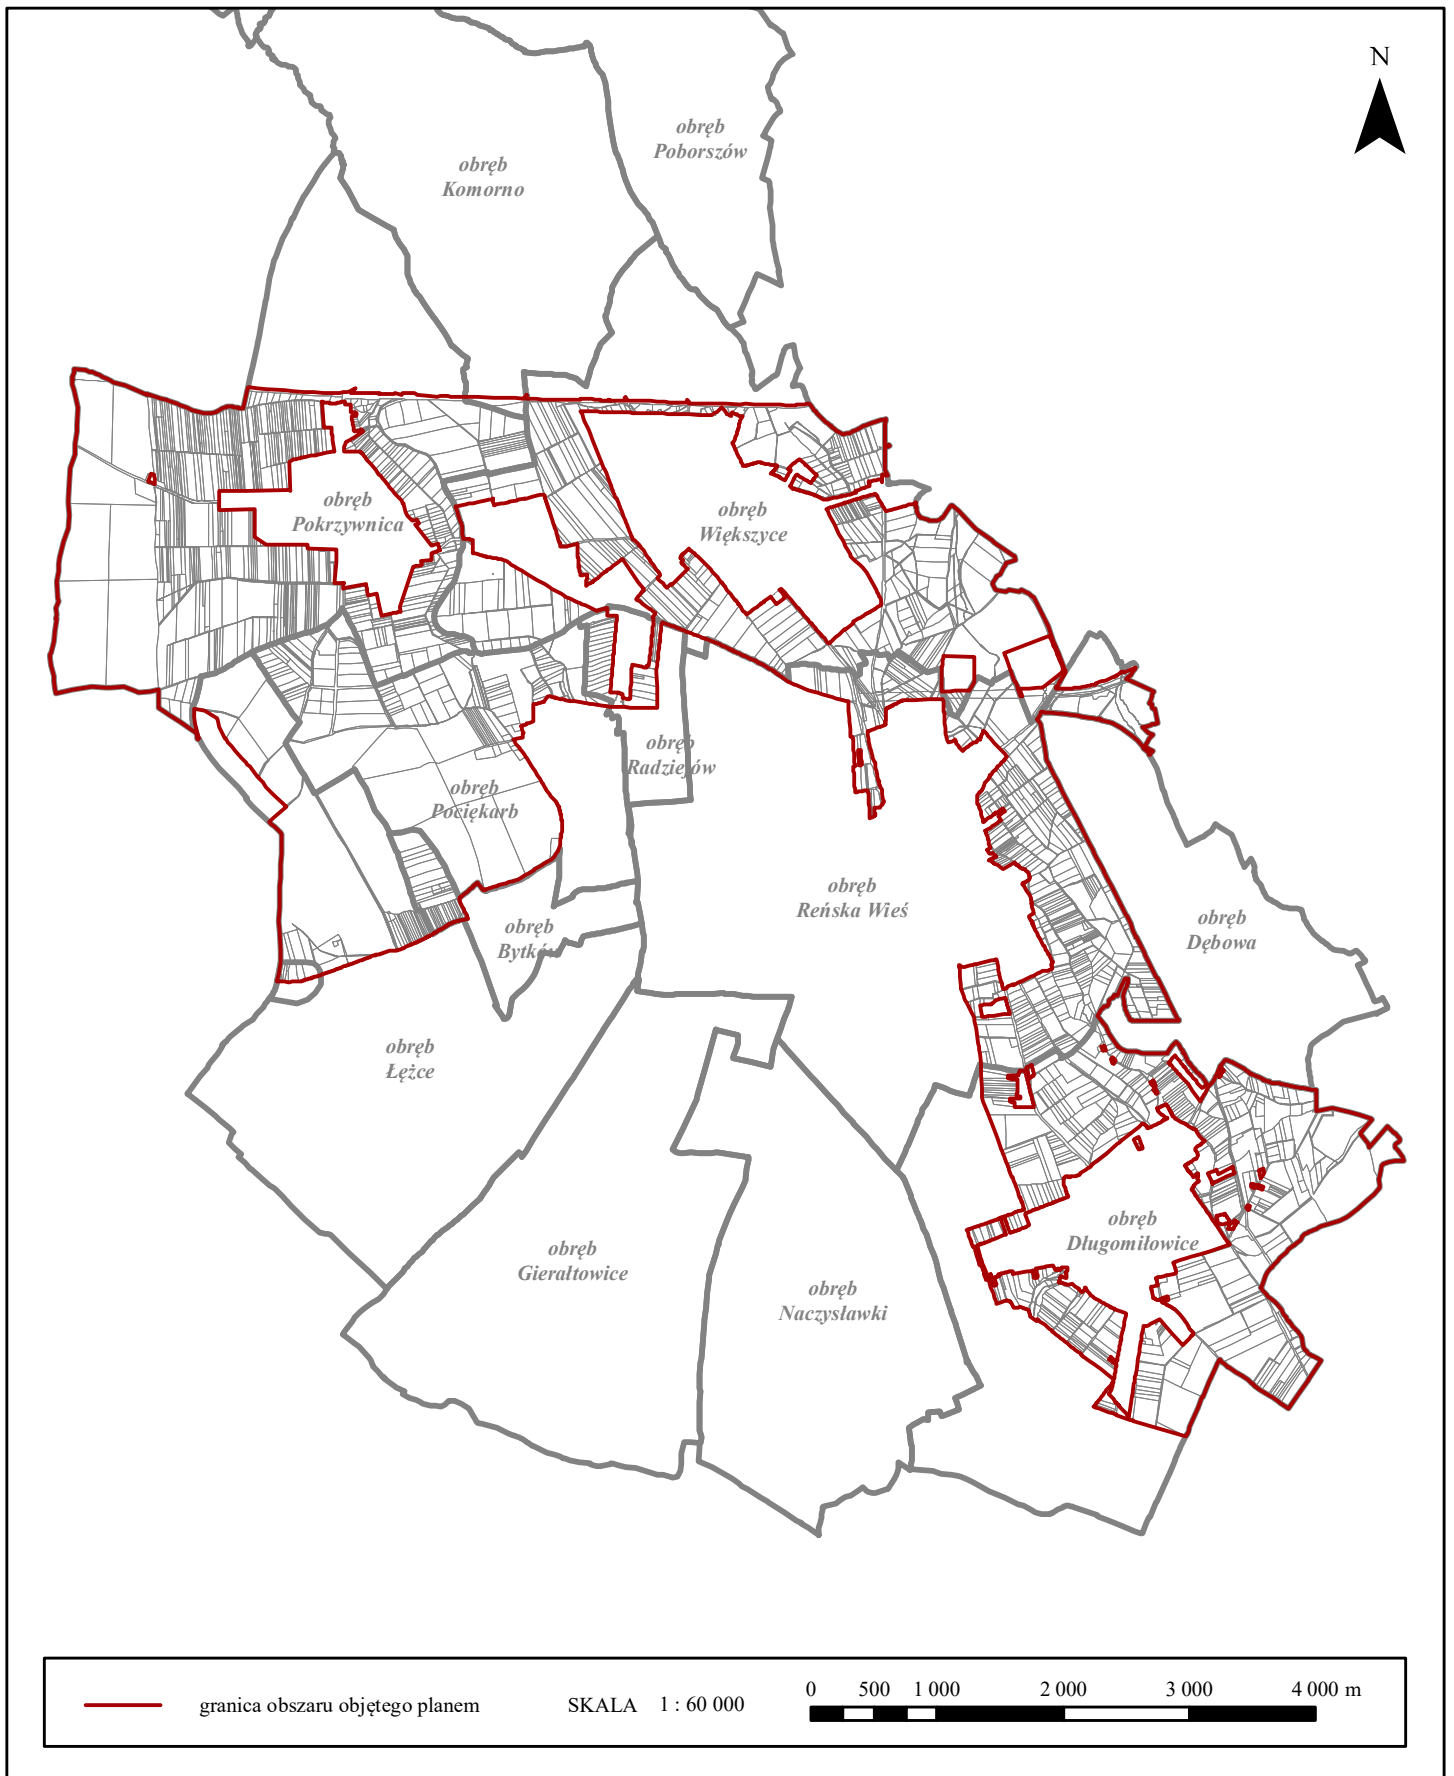 N
obręb
Poborszów
obręb
Komorno
obręb
Pokrzywnica
obręb
Większyce
obręb
Radziejów
obręb
Pociękarb
obręb
Reńska Wieś
obręb
Bytków
obręb
Dębowa
obręb
Łężce
obręb
Długomiłowice
obręb
Gierałtowice
obręb
Naczysławki
granica obszaru objętego planem
SKALA 1 : 60 000
0 500 1 000 2 000 3 000 4 000 m